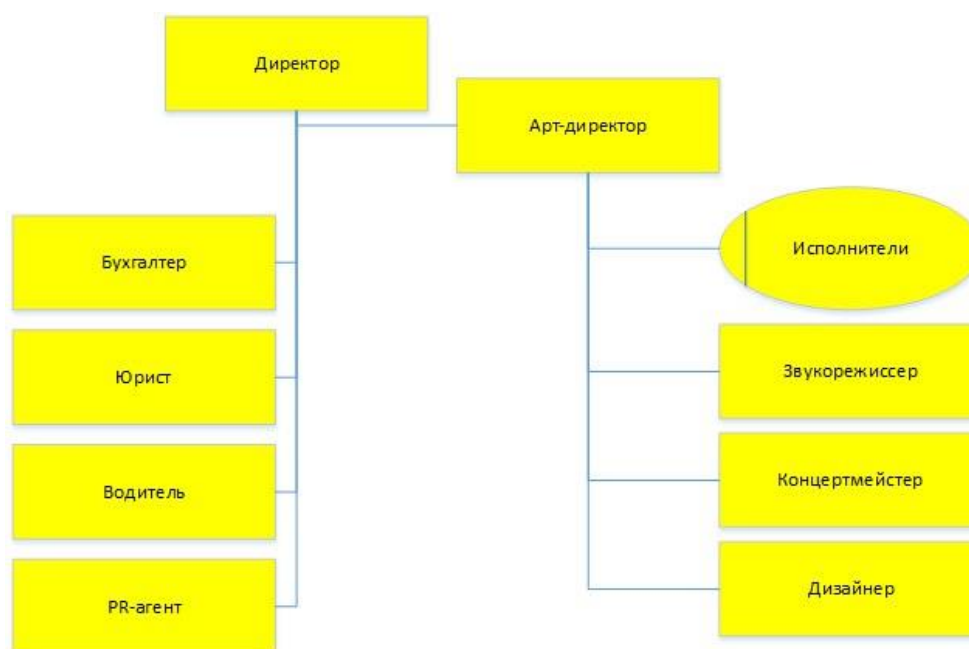 Директор
Арт-директор
Бухгалтер
Исполнители
Юрист
Звукорежиссер
Водитель
Концертмейстер
PR-агент
Дизайнер